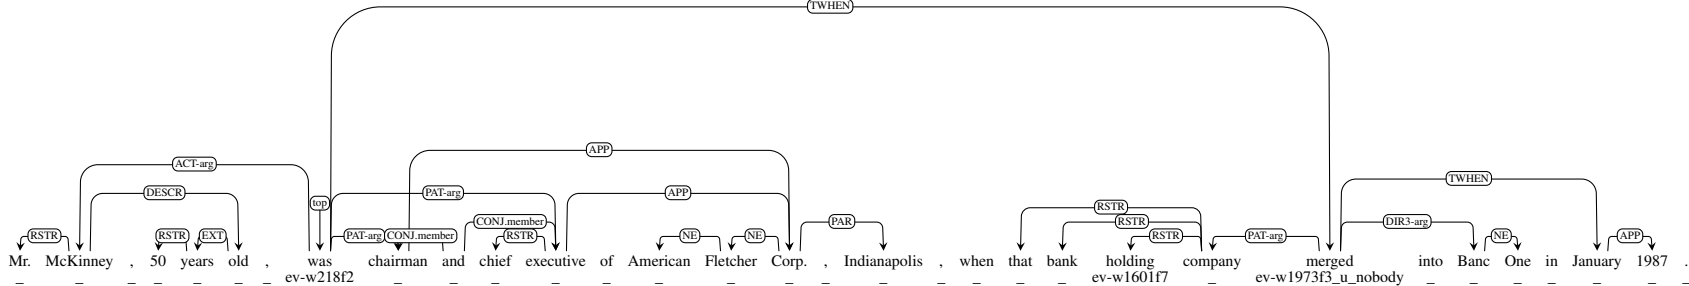 TWHEN
APP
ACT-arg
TWHEN
DESCR PAT-arg APP
top RSTR
CONJ.member PAR RSTR DIR3-arg
RSTR RSTR EXT PAT-arg CONJ.member RSTR NE NE RSTR PAT-arg NE APP
Mr. McKinney , 50 years old , was chairman and chief executive of American Fletcher Corp. , Indianapolis , when that bank holding company merged into Banc One in January 1987 .
_ _ _ _ _ _ _ ev-w218f2 _ _ _ _ _ _ _ _ _ _ _ _ _ _ ev-w1601f7 _ ev-w1973f3_u_nobody _ _ _ _ _ _ _